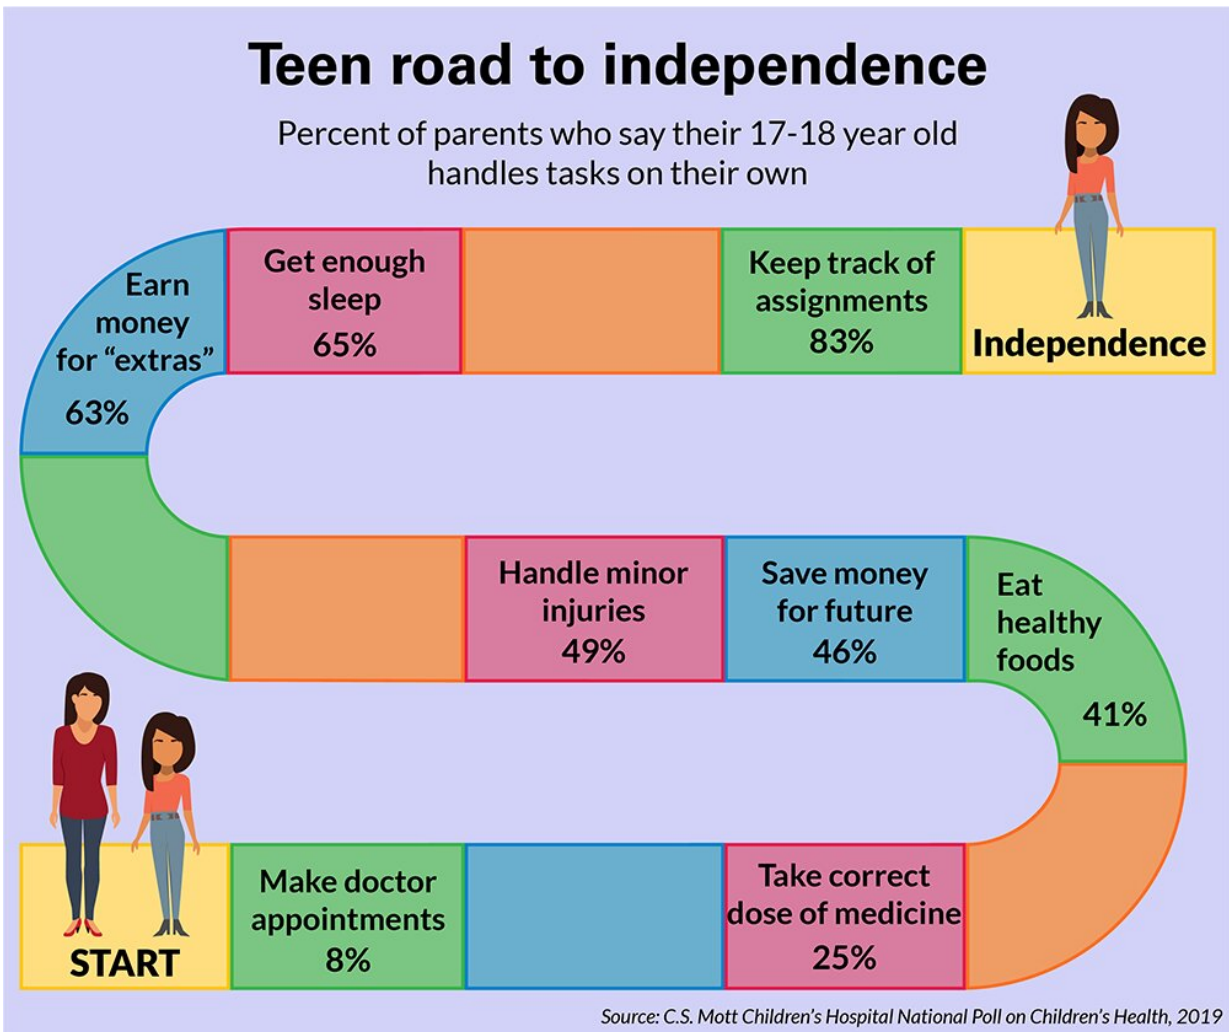 Teen road to independence
Percent of parents who say their 17-18 year old
handles tasks on their own
Earn
money
for “extras”
63%
Get enough
sleep
65%
Keep track of
assignments
83%
Independence
Handle minor
injuries
49%
Save money
for future
46%
Eat
healthy
foods
41%
START
Make doctor
appointments
8%
Take correct
dose of medicine
25%
Source: C.S. Mott Children’s Hospital National Poll on Children’s Health, 2019